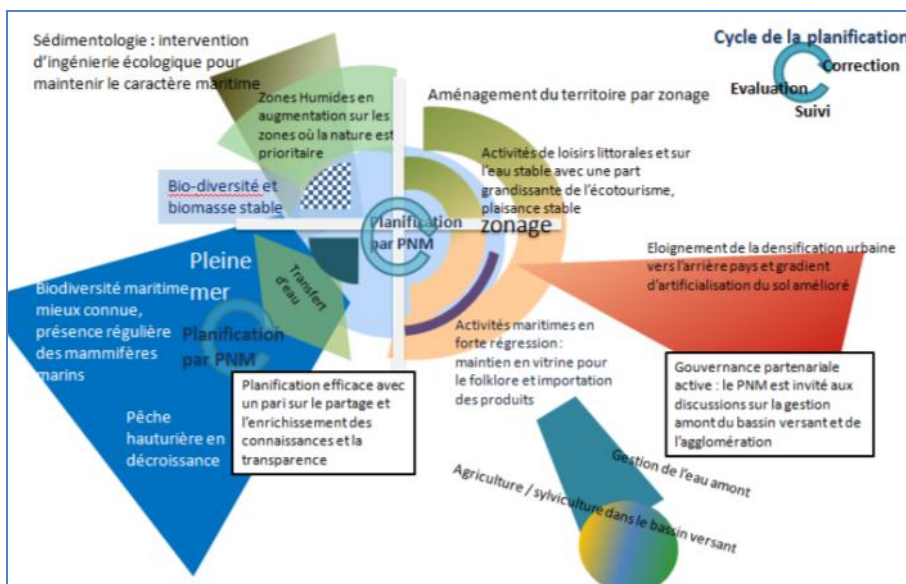 Sédimentologie : intervention
d'ingénierie écologique pour
maintenir le caractère maritime
Cycle de la planification
Correction
Evaluation
Suivi
Zones Humides en
augmentation sur les
zones où la nature est
prioritaire
Aménagement du territoire par zonage
Activités de loisirs littorales et sur
l'eau stable avec une part
grandissante de l'écotourisme,
plaisance stable
Bio-diversité et
biomasse stable
Planification
par PNM
zonage
Pleine
mer
Transfert
d'eau
Eloignement de la densification urbaine
vers l'arrière pays et gradient
d'artificialisation du sol amélioré
Biodiversité maritime
mieux connue,
présence régulière
des mammifères
marins
Planification
par PNM
Activités maritimes en
forte régression :
maintien en vitrine pour
le folklore et importation
des produits
Planification efficace avec
un pari sur le partage et
l'enrichissement des
connaissances et la
transparence
Gouvernance partenariale
active : le PNM est invité aux
discussions sur la gestion
amont du bassin versant et de
l'agglomération
Pêche
hauturière en
décroissance
Gestion de l'eau amont
Agriculture / sylviculture dans le bassin versant